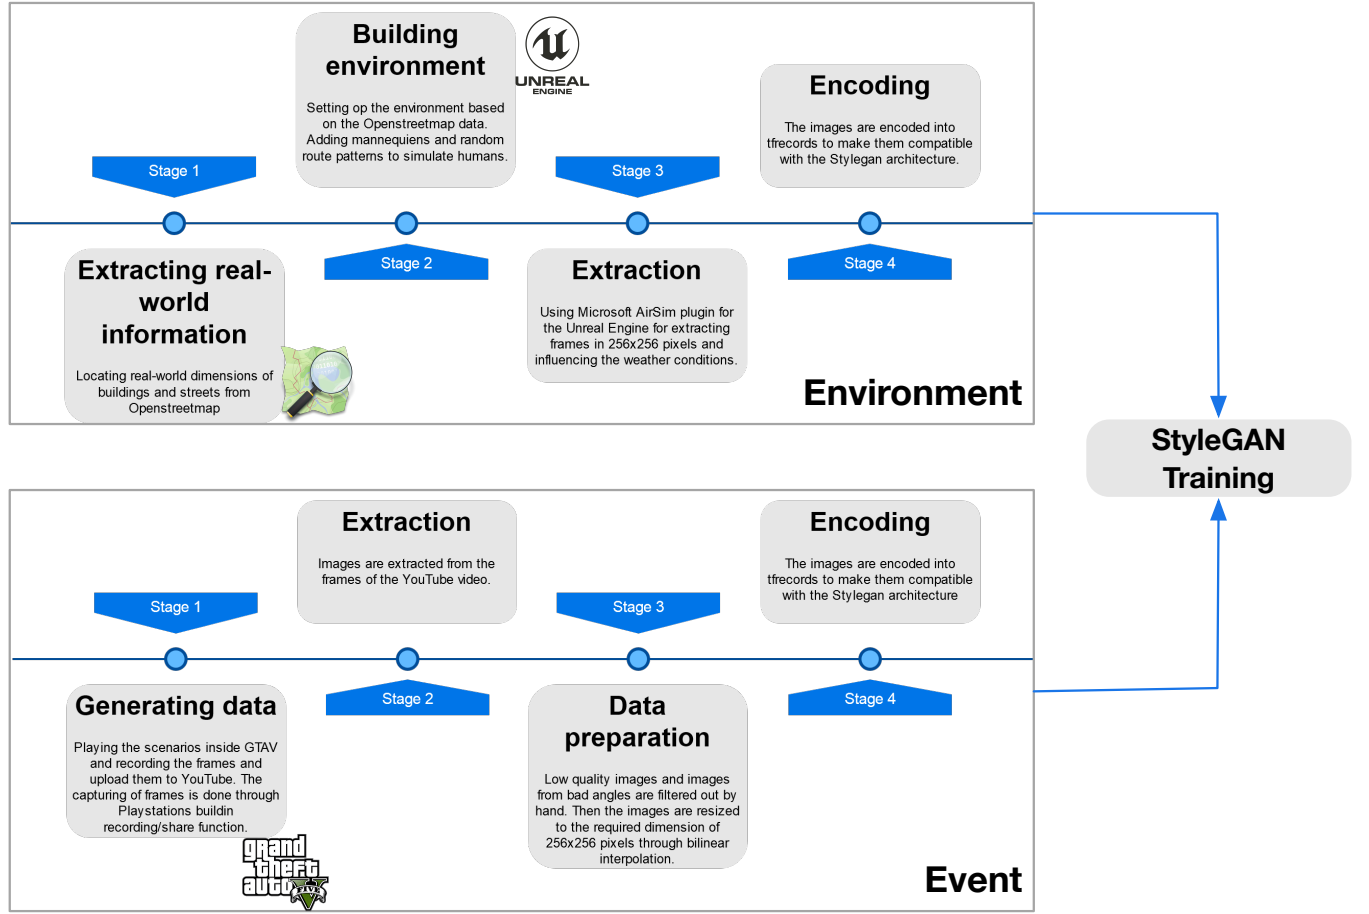 Building
environment
Setting op the environment based
on the Openstreetmap data.
Adding mannequiens and random
route patterns to simulate humans.
UNREAL
ENGINE
Encoding
The images are encoded into
tfrecords to make them compatible
with the Stylegan architecture.
Stage 1
Stage 3
Stage 2
Stage 4
Extracting real-
world
information
Locating real-world dimensions of
buildings and streets from
Openstreetmap
Extraction
Using Microsoft AirSim plugin for
the Unreal Engine for extracting
frames in 256x256 pixels and
influencing the weather conditions.
Environment
StyleGAN
Training
Extraction
Images are extracted from the
frames of the YouTube video.
Encoding
The images are encoded into
tfrecords to make them compatible
with the Stylegan architecture
Stage 1
Stage 3
Stage 2
Stage 4
Generating data
Playing the scenarios inside GTAV
and recording the frames and
upload them to YouTube. The
capturing of frames is done through
Playstations buildin
recording/share function.
grand
theft
auto
FIVE
Data
preparation
Low quality images and images
from bad angles are filtered out by
hand. Then the images are resized
to the required dimension of
256x256 pixels through bilinear
interpolation.
Event